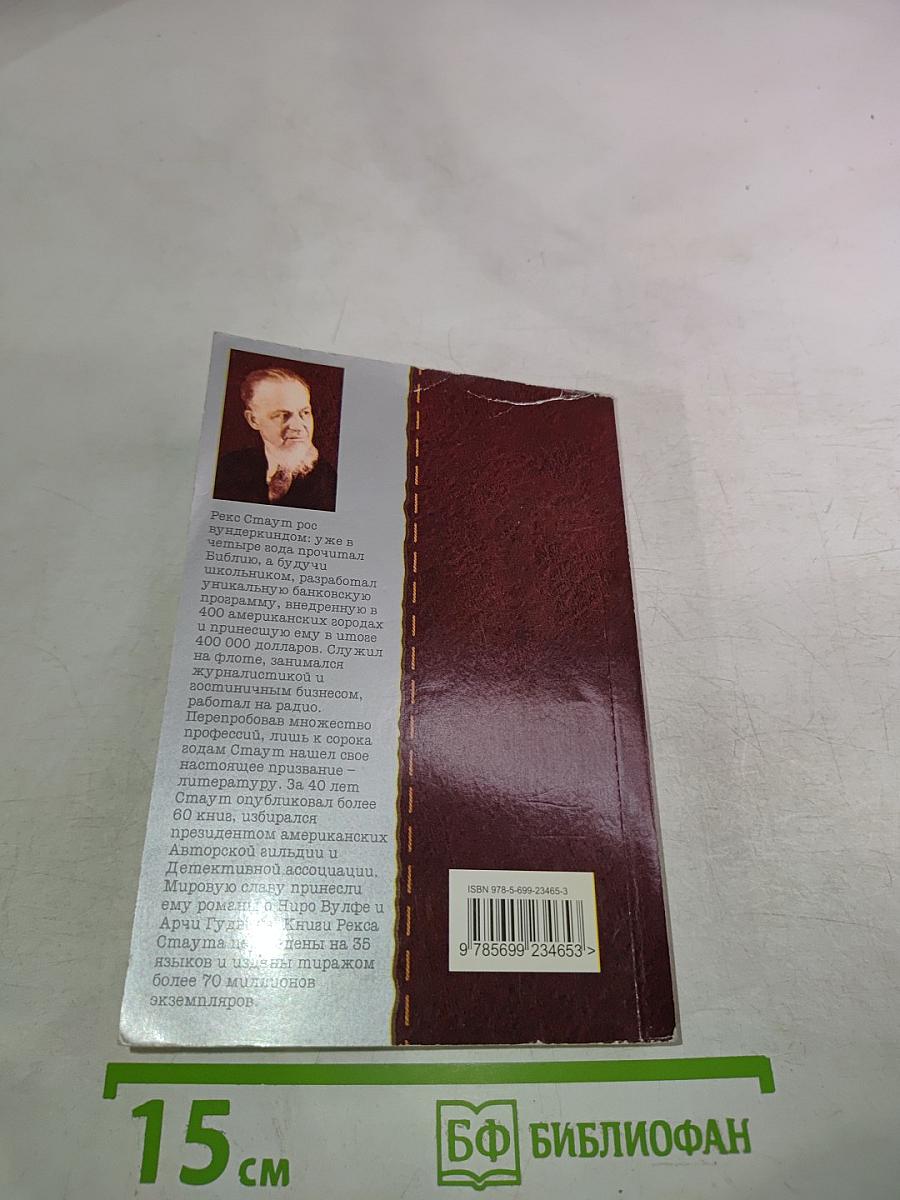 Рекс Стаут рос
вундеркиндом: уже в
четыре года прочитал
Библию, а будучи
школьником, разработал
уникальную банковскую
программу, внедренную в
400 американских городах
и принесшую ему в итоге
400 000 долларов. Служил
на флоте, занимался
журналистикой и
гостиничным бизнесом,
работал на радио.
Перепробовав множество
профессий, лишь к сорока
годам Стаут нашел свое
настоящее призвание –
литературу. За 40 лет
Стаут опубликовал более
60 книг, избирался
президентом американских
Авторской гильдии и
Детективной ассоциации.
Мировую славу принесли
ему романы о Ниро Вулфе и
Арчи Книги Рекса
Стаута переведены на 35
языков и изданы тиражом
более 70 миллионов
экземпляров.
ISBN 978-5-699-23465-3
9 785699 234653 >
15 см
БФ БИБЛИОФАН